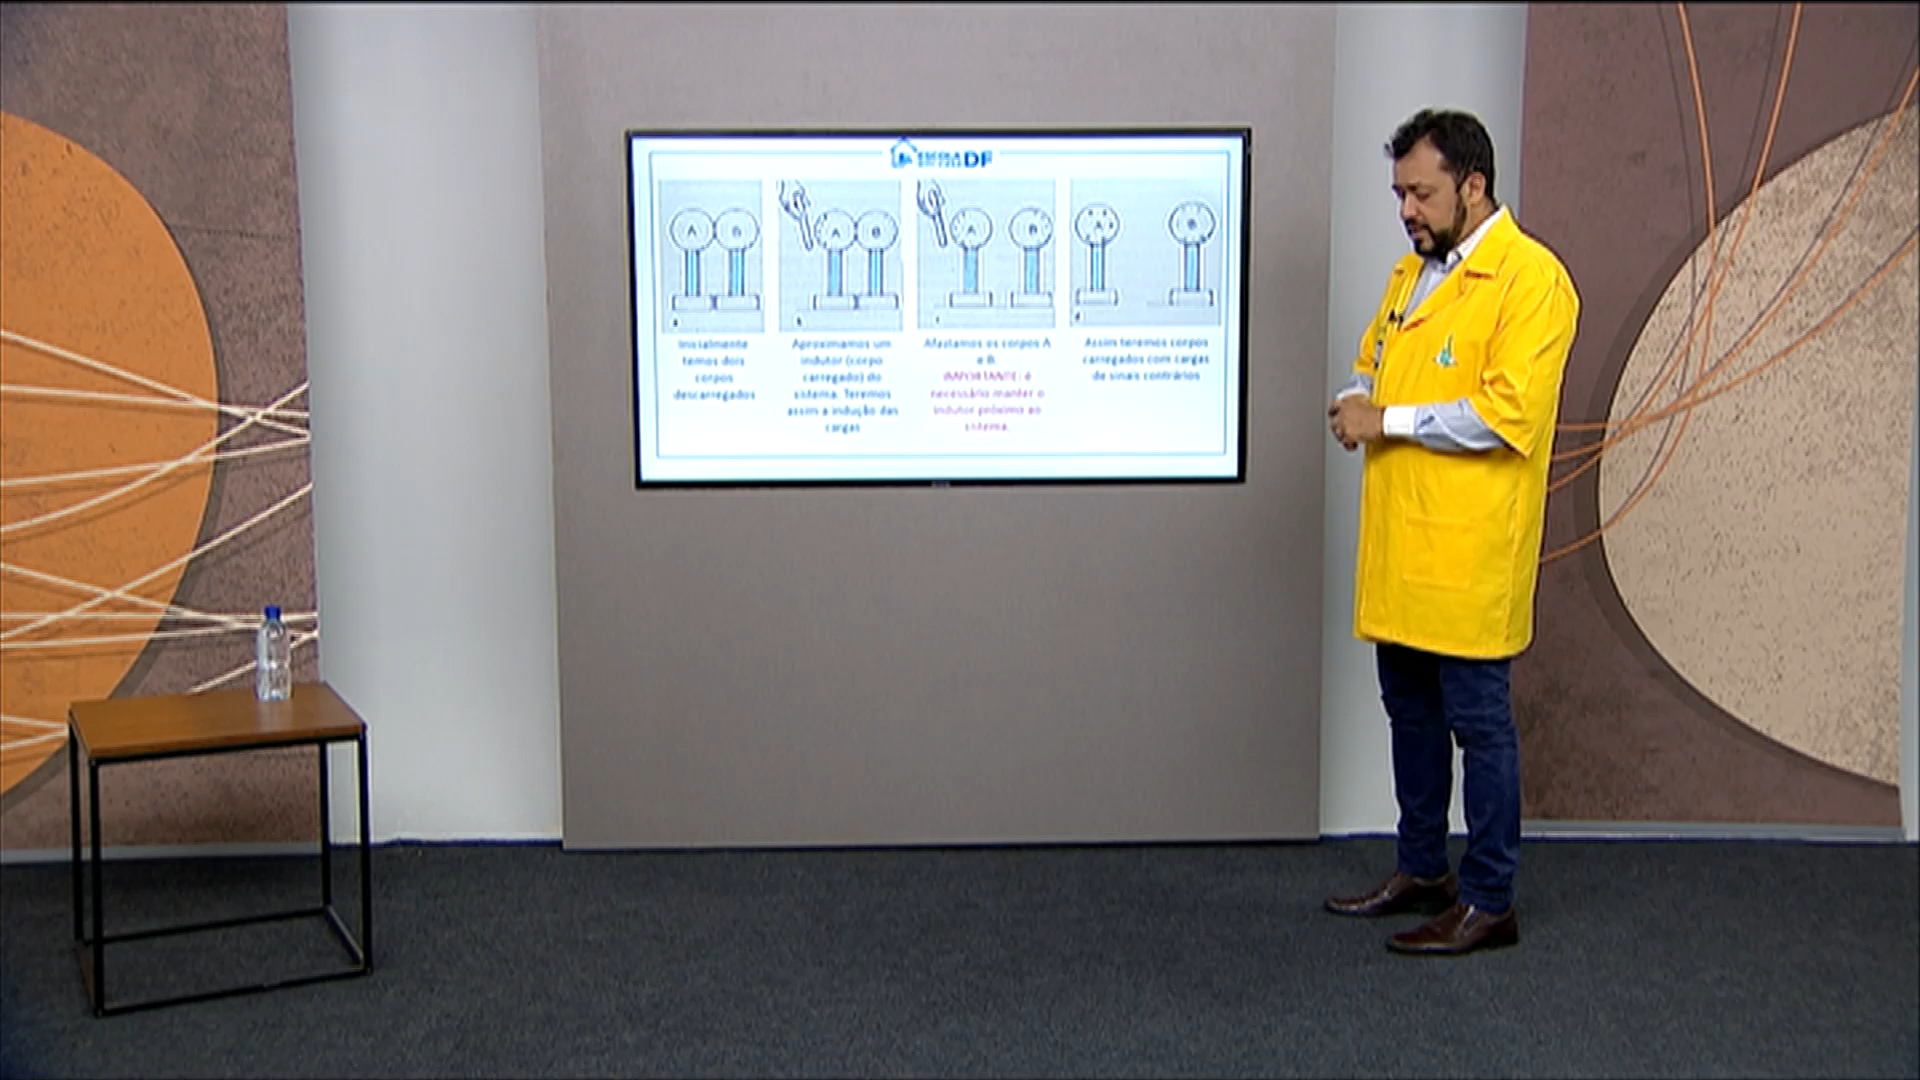 ESCOLA
EM CASA DF
A B
A B
A B
A B
a
b
c
d
Inicialmente
temos dois
corpos
descarregados
Aproximamos um
indutor (corpo
carregado) do
sistema. Teremos
assim a indução das
cargas
Afastamos os corpos A
e B.
IMPORTANTE: é
necessário manter o
indutor próximo ao
sistema.
Assim teremos corpos
carregados com cargas
de sinais contrários